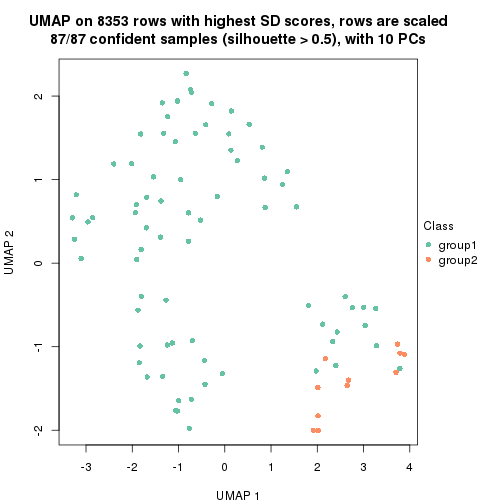 UMAP on 8353 rows with highest SD scores, rows are scaled
87/87 confident samples (silhouette > 0.5), with 10 PCs
2
1
0
-1
-2
UMAP 2
-3
-2
-1
0
1
2
3
4
UMAP 1
Class
group1
group2